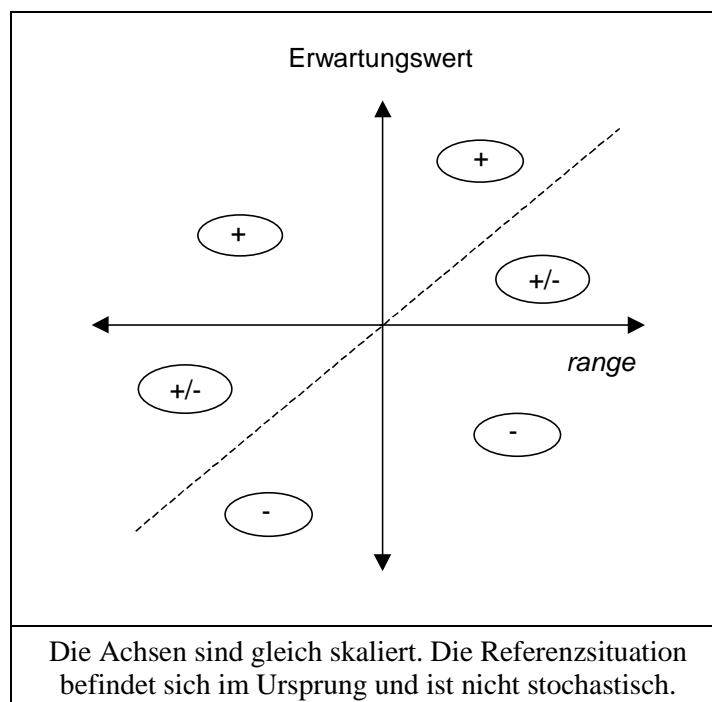 Erwartungswert
+
+
+/-
range
+/-
-
-
Die Achsen sind gleich skaliert. Die Referenzsituation
befindet sich im Ursprung und ist nicht stochastisch.